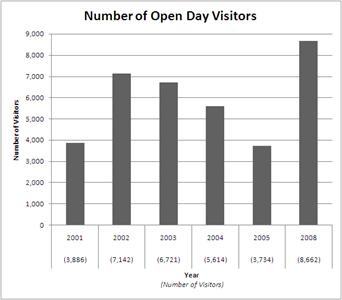 Number of Open Day Visitors
9,000
8,000
7,000
6,000
5,000
4,000
3,000
2,000
1,000
0
Number of Visitors
2001 2002 2003 2004 2005 2008
(3,886) (7,142) (6,721) (5,614) (3,734) (8,662)
Year
(Number of Visitors)